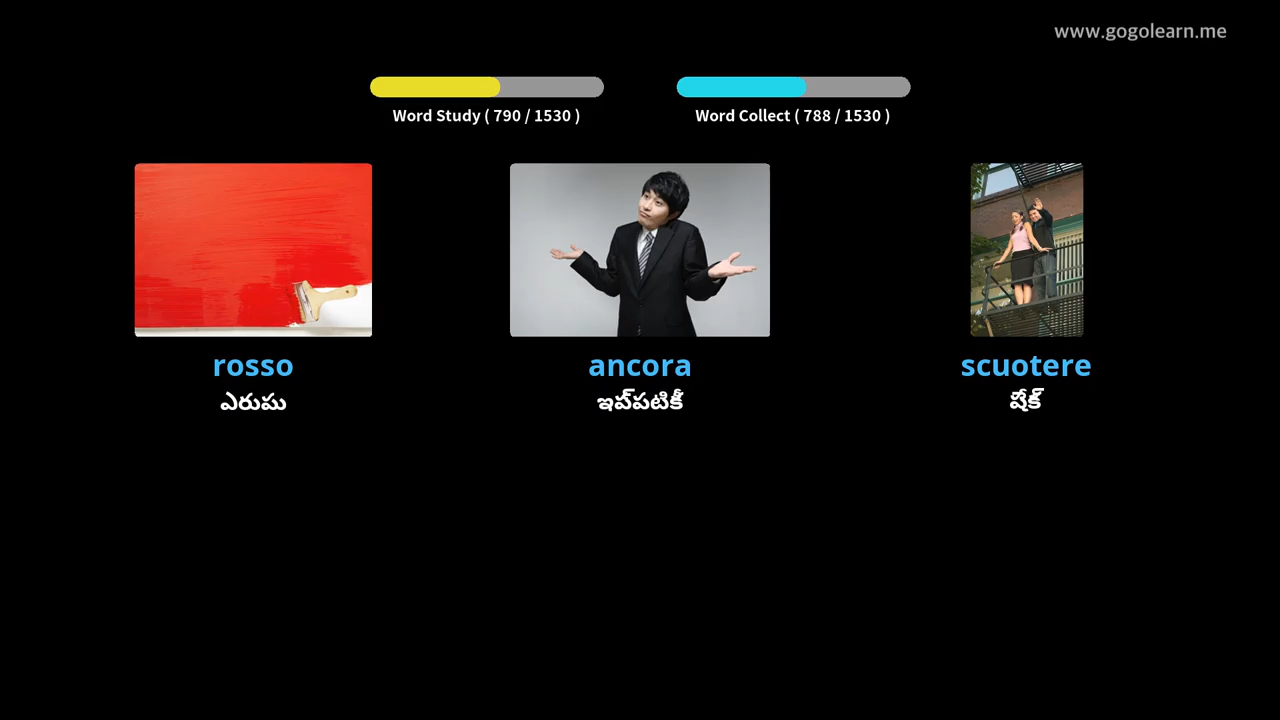 www.gogolearn.me
Word Study ( 790 / 1530 )
Word Collect ( 788 / 1530 )
rosso
ఎరుపు
ancora
ఇప్పటికీ
scuotere
షేక్